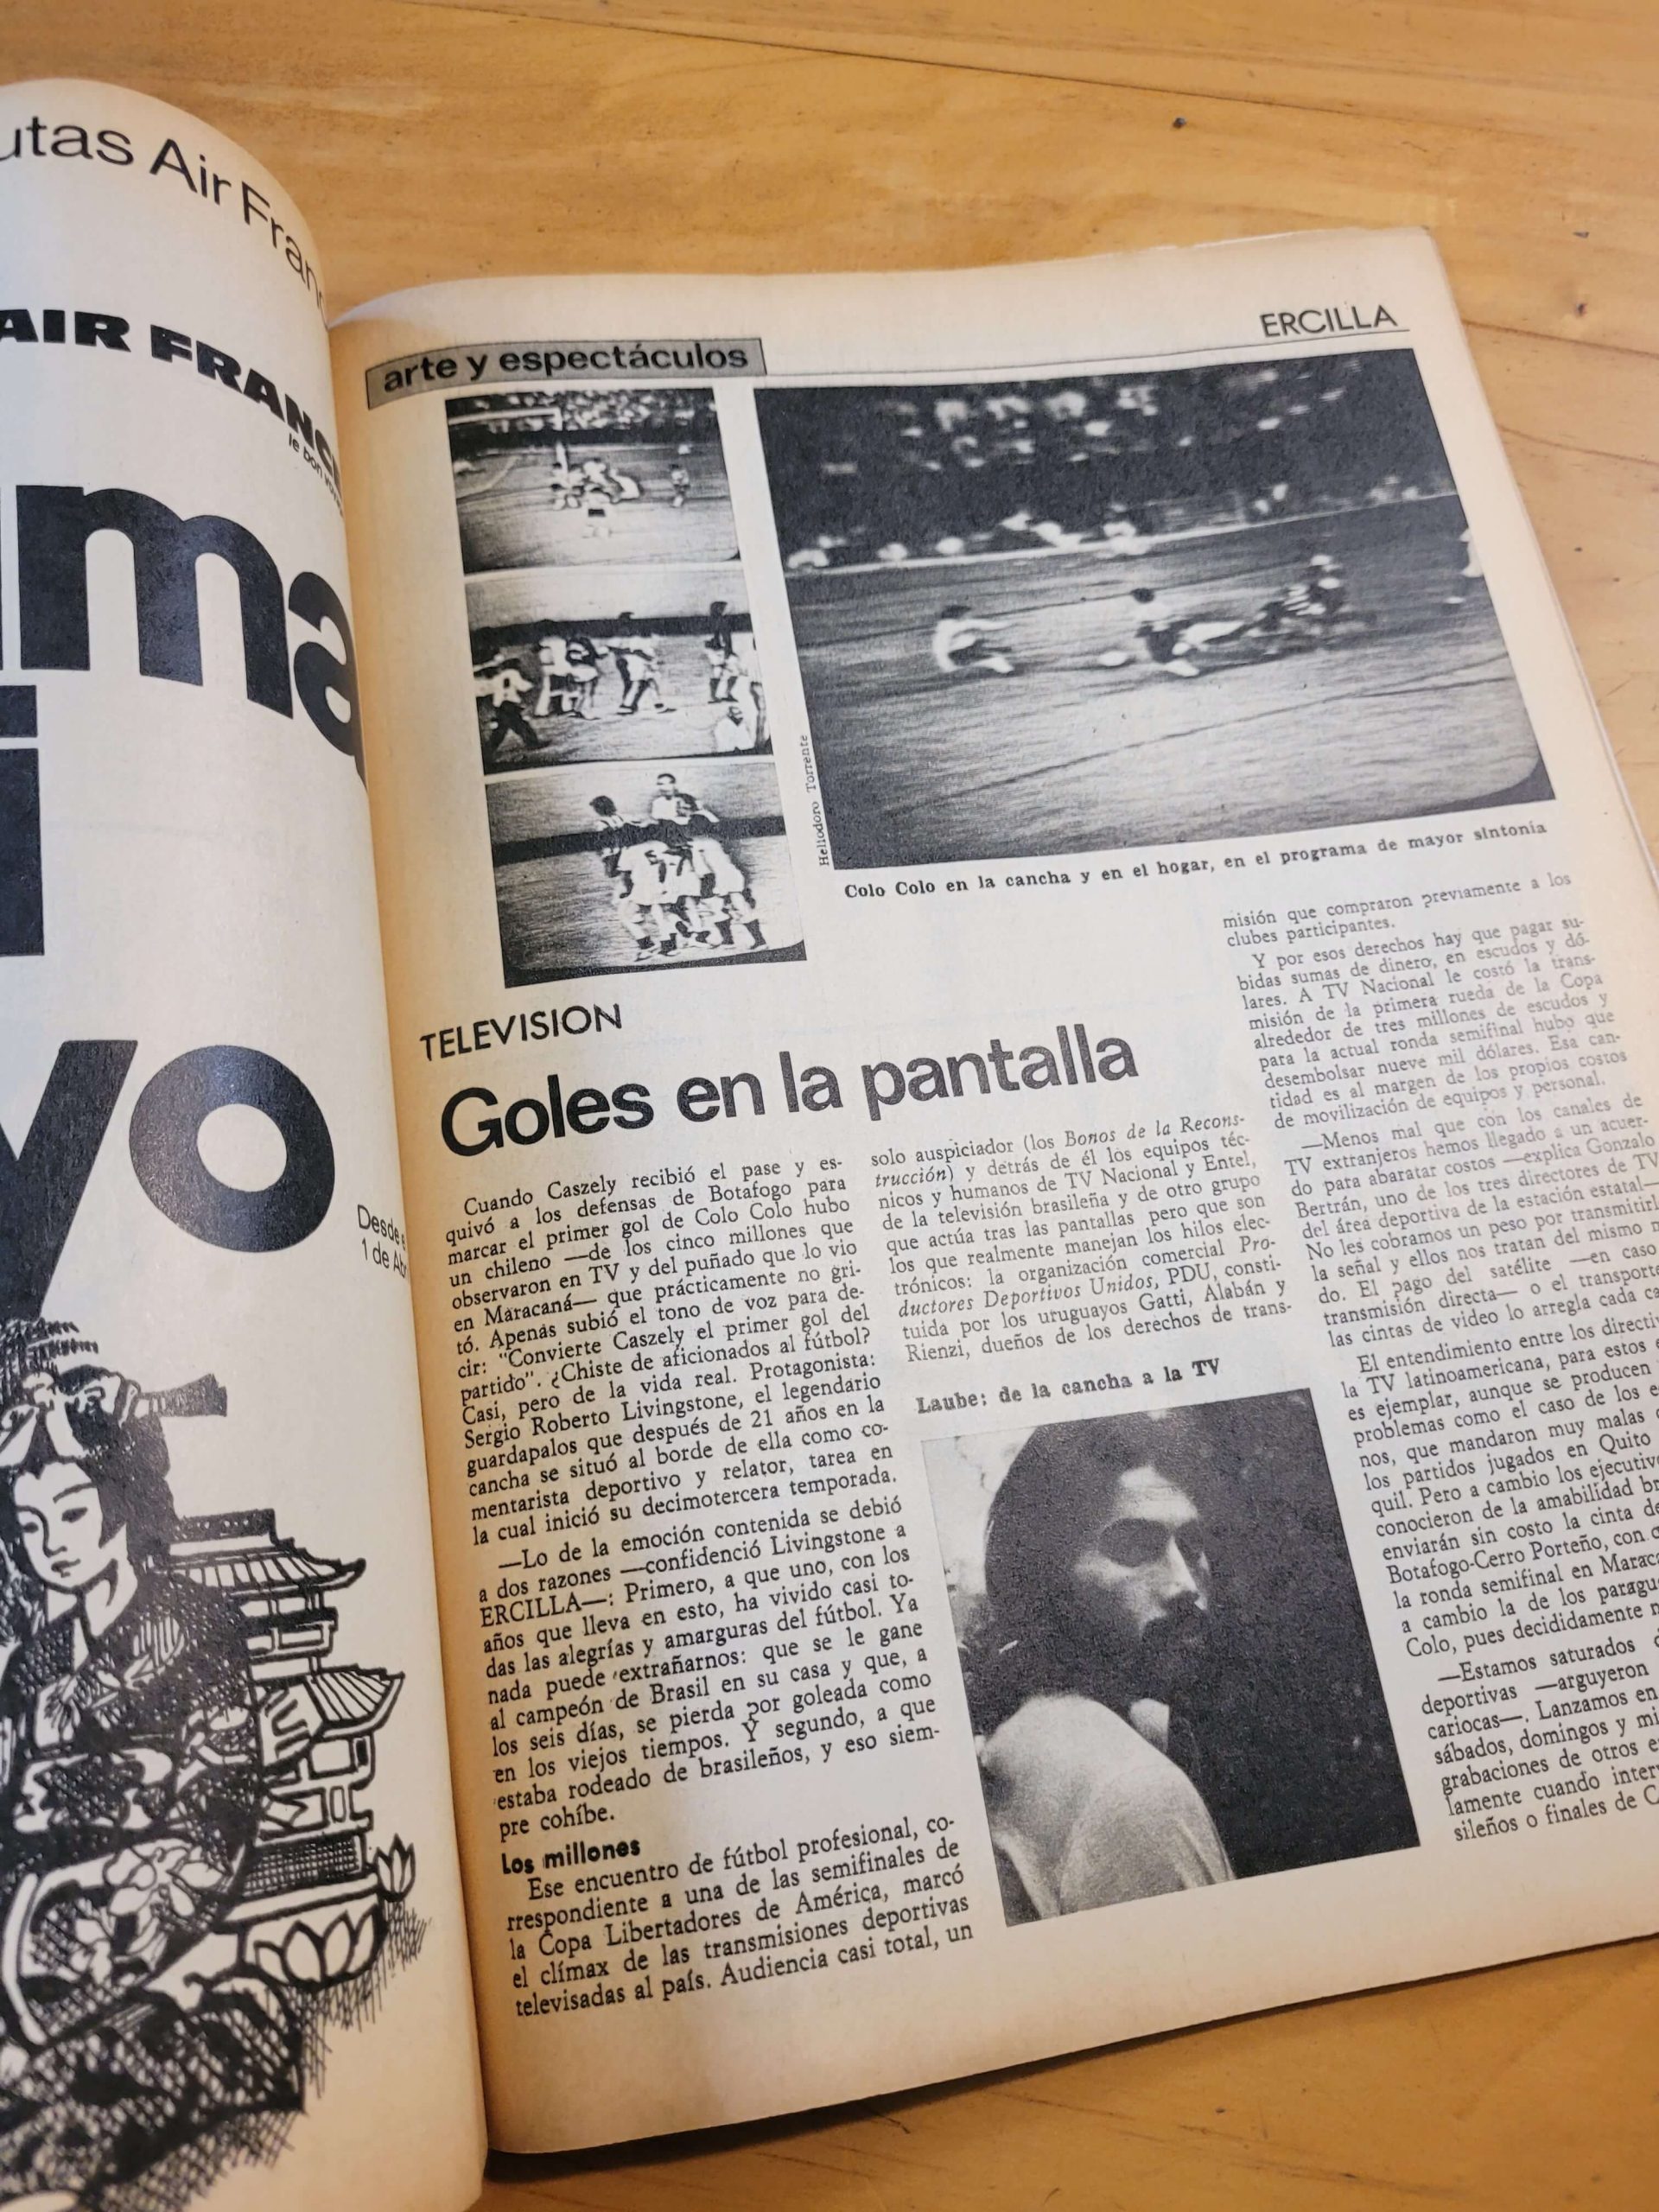 utas Air Fran
AIR FRANC
le bon
ma
i
yo
Desde
1 de Ab
ERCILLA
arte y espectáculos
Heliodoro Torrente
Colo Colo en la cancha y en el hogar, en el programa de mayor sintonía
TELEVISION
Goles en la pantalla
Cuando Caszely recibió el pase y es-
quivó a los defensas de Botafogo para
marcar el primer gol de Colo Colo hubo
un chileno —de los cinco millones que
observaron en TV y del puñado que lo vio
en Maracaná— que prácticamente no gri-
tó. Apenas subió el tono de voz para de-
cir: "Convierte Caszely el primer gol del
partido". ¿Chiste de aficionados al fútbol?
Casi, pero de la vida real. Protagonista:
Sergio Roberto Livingstone, el legendario
guardapalos que después de 21 años en la
cancha se situó al borde de ella como co-
mentarista deportivo y relator, tarea en
la cual inició su decimotercera temporada.
—Lo de la emoción contenida se debió
a dos razones —confidenció Livingstone a
ERCILLA—: Primero, a que uno, con los
años que lleva en esto, ha vivido casi to-
das las alegrías y amarguras del fútbol. Ya
nada puede extrañarnos: que se le gane
al campeón de Brasil en su casa y que, a
los seis días, se pierda por goleada como
en los viejos tiempos. Y segundo, a que
estaba rodeado de brasileños, y eso siem-
pre cohíbe.
Los millones
Ese encuentro de fútbol profesional, co-
rrespondiente a una de las semifinales de
la Copa Libertadores de América, marcó
el clímax de las transmisiones deportivas
televisadas al país. Audiencia casi total, un
solo auspiciador (los Bonos de la Recons-
trucción) y detrás de él los equipos téc-
nicos y humanos de TV Nacional y Entel,
de la televisión brasileña y de otro grupo
que actúa tras las pantallas pero que son
los que realmente manejan los hilos elec-
trónicos: la organización comercial Pro-
ductores Deportivos Unidos, PDU, consti-
tuida por los uruguayos Gatti, Alabán y
Rienzi, dueños de los derechos de trans-
Laube: de la cancha a la TV
misión que compraron previamente a los
clubes participantes.
Y por esos derechos hay que pagar su-
bidas sumas de dinero, en escudos y dó-
lares. A TV Nacional le costó la trans-
misión de la primera rueda de la Copa
alrededor de tres millones de escudos y
para la actual ronda semifinal hubo que
desembolsar nueve mil dólares. Esa can-
tidad es al margen de los propios costos
de movilización de equipos y personal.
—Menos mal que con los canales de
TV extranjeros hemos llegado a un acuer-
do para abaratar costos —explica Gonzalo
Bertrán, uno de los tres directores de TV
del área deportiva de la estación estatal—
No les cobramos un peso por transmitirl
la señal y ellos nos tratan del mismo m
do. El pago del satélite —en caso
transmisión directa— o el transporte
las cintas de video lo arregla cada ca
El entendimiento entre los directi
la TV latinoamericana, para estos e
es ejemplar, aunque se producen
problemas como el caso de los e
nos, que mandaron muy malas
los partidos jugados en Quito
quil. Pero a cambio los ejecutiv
conocieron de la amabilidad br
enviarán sin costo la cinta de
Botafogo-Cerro Porteño, con
la ronda semifinal en Marac
a cambio la de los paragu
Colo, pues decididamente n
—Estamos saturados
deportivas —arguyeron
cariocas—. Lanzamos en
sábados, domingos y mi
grabaciones de otros e
lamente cuando inter
sileños o finales de C